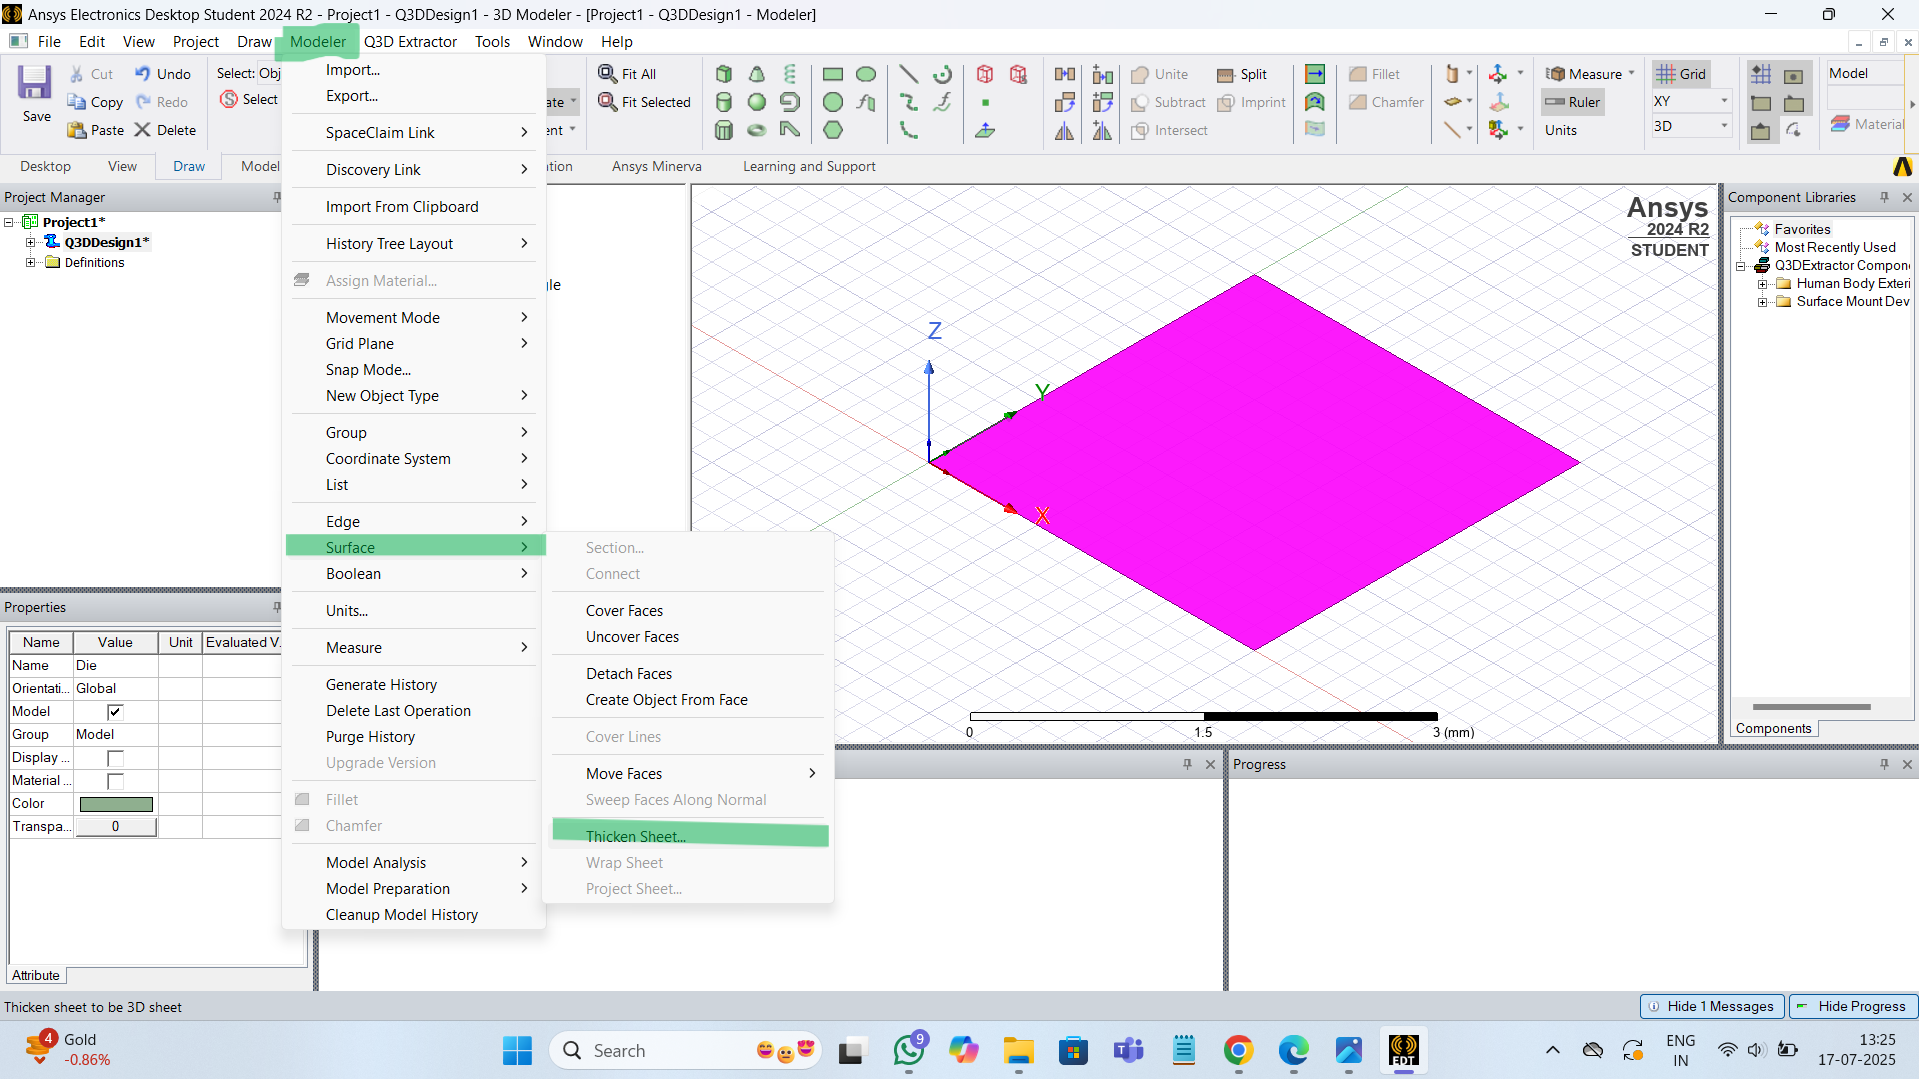 Ansys Electronics Desktop Student 2024 R2 - Project1 - Q3DDesign1 - 3D Modeler - [Project1 - Q3DDesign1 - Modeler]
File Edit View Project Draw Modeler Q3D Extractor Tools Window Help
Save
Cut
Copy
Paste
Undo
Redo
Delete
Select: Obj
Select
ate
ent
Fit All
Fit Selected
Unite
Subtract
Intersect
Split
Imprint
Fillet
Chamfer
Measure
Ruler
Units
Grid
XY
3D
Model
Material
Desktop View Draw Model
tion Ansys Minerva Learning and Support
Project Manager
Project1*
Q3DDesign1*
Definitions
Import...
Export...
SpaceClaim Link
Discovery Link
Import From Clipboard
History Tree Layout
Assign Material...
Movement Mode
Grid Plane
Snap Mode...
New Object Type
Group
Coordinate System
List
Edge
Surface
Boolean
Units...
Measure
Generate History
Delete Last Operation
Purge History
Upgrade Version
Fillet
Chamfer
Model Analysis
Model Preparation
Cleanup Model History
Section...
Connect
Cover Faces
Uncover Faces
Detach Faces
Create Object From Face
Cover Lines
Move Faces
Sweep Faces Along Normal
Thicken Sheet...
Wrap Sheet
Project Sheet...
gle
Ansys
2024 R2
STUDENT
Z
Y
X
0 1.5 3 (mm)
Component Libraries
Favorites
Most Recently Used
Q3DExtractor Compon
Human Body Exteri
Surface Mount Dev
Components
Properties
Name Value Unit Evaluated V.
Name Die
Orientati... Global
Model
Group Model
Display ...
Material ...
Color
Transpa... 0
Attribute
Progress
Thicken sheet to be 3D sheet
Hide 1 Messages
Hide Progress
4
Gold
-0.86%
Search
9
EDT
ENG
IN
13:25
17-07-2025